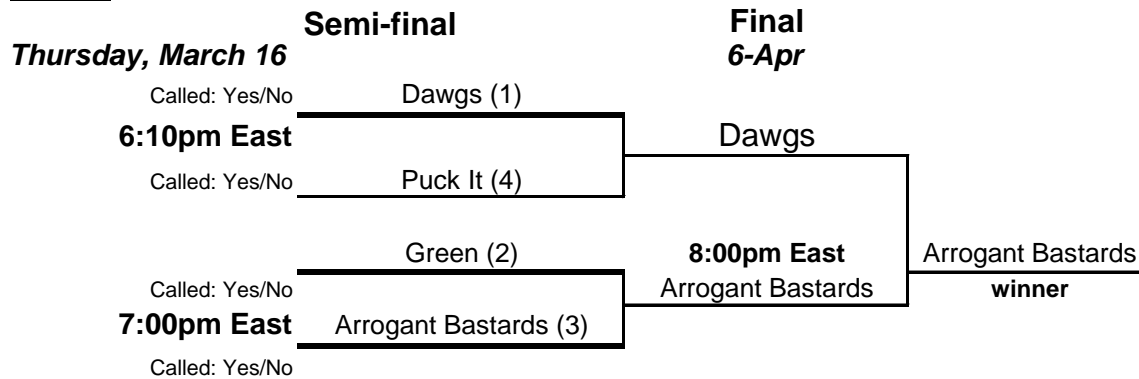 Semi-final Final
Thursday, March 16 6-Apr
Called: Yes/No Dawgs (1)
6:10pm East Dawgs
Called: Yes/No Puck It (4)
Green (2) 8:00pm East Arrogant Bastards
Called: Yes/No Arrogant Bastards winner
7:00pm East Arrogant Bastards (3)
Called: Yes/No